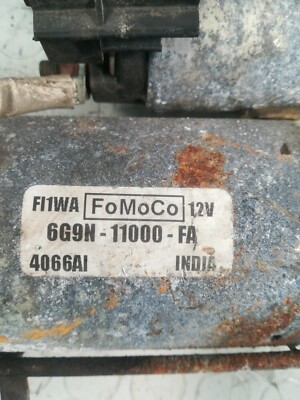 FI1WA FoMoCo 12V
6G9N - 11000 - FA
4066AI INDIA